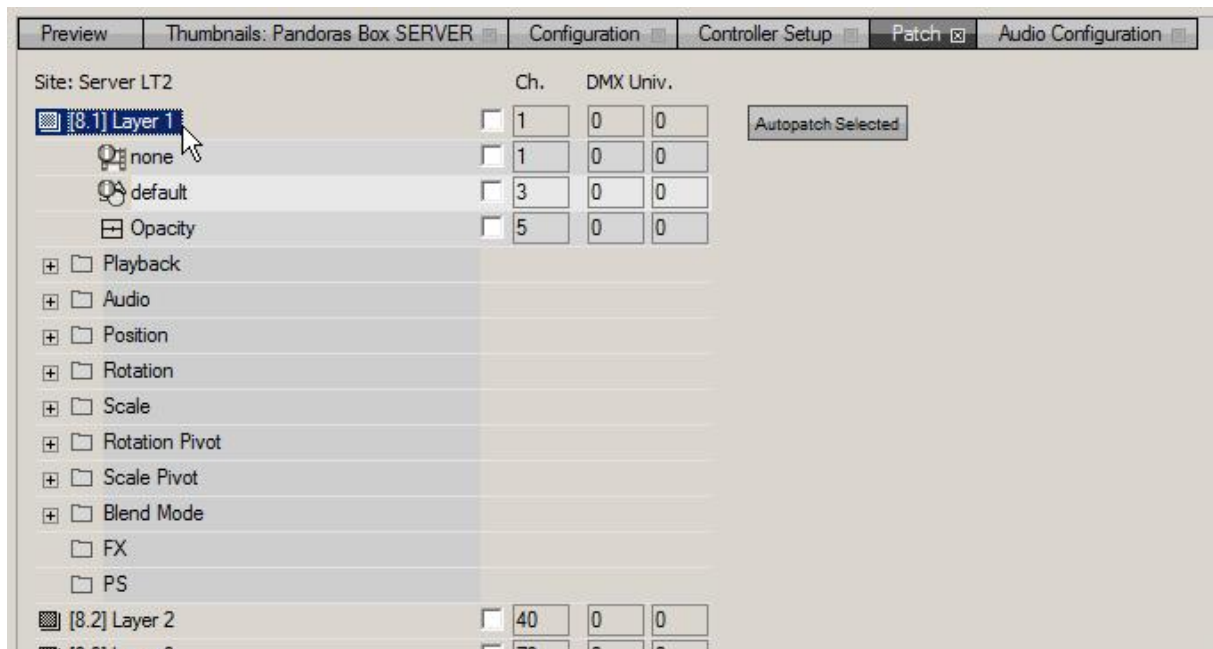 Preview Thumbnails: Pandoras Box SERVER Configuration Controller Setup Patch Audio Configuration
Site: Server LT2 Ch. DMX Univ.
[8.1] Layer 1 1 0 0 Autopatch Selected
none 1 0 0
default 3 0 0
Opacity 5 0 0
Playback
Audio
Position
Rotation
Scale
Rotation Pivot
Scale Pivot
Blend Mode
FX
PS
[8.2] Layer 2 40 0 0